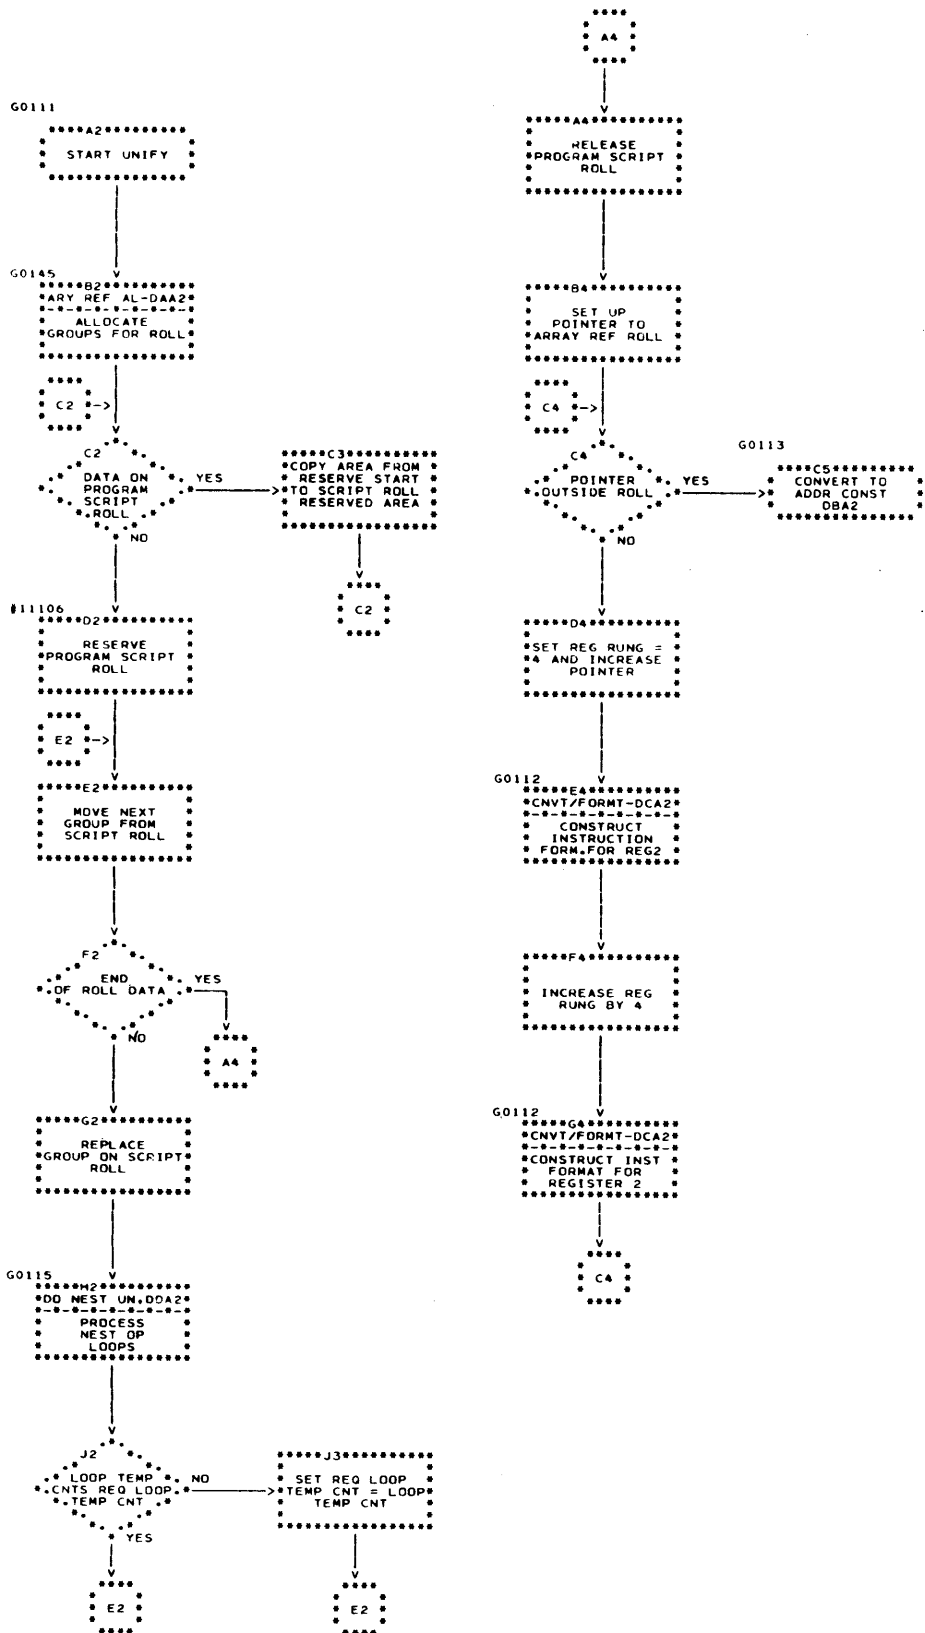 G0111
A2
START UNIFY
G0145
B2
ARY REF AL-DAA2
ALLOCATE
GROUPS FOR ROLL
C2
C2
DATA ON
PROGRAM
SCRIPT
ROLL
YES
NO
C3
COPY AREA FROM
RESERVE START
TO SCRIPT ROLL
RESERVED AREA
C2
#11106
D2
RESERVE
PROGRAM SCRIPT
ROLL
E2
E2
MOVE NEXT
GROUP FROM
SCRIPT ROLL
F2
END
OF ROLL DATA
YES
NO
A4
G2
REPLACE
GROUP ON SCRIPT
ROLL
G0115
H2
DO NEST UN.DDA2
PROCESS
NEST OP
LOOPS
J2
LOOP TEMP
CNTS REQ LOOP
TEMP CNT
NO
YES
J3
SET REQ LOOP
TEMP CNT = LOOP
TEMP CNT
E2
E2
A4
A4
RELEASE
PROGRAM SCRIPT
ROLL
B4
SET UP
POINTER TO
ARRAY REF ROLL
C4
C4
POINTER
OUTSIDE ROLL
YES
NO
G0113
C5
CONVERT TO
ADDR CONST
DBA2
D4
SET REG RUNG =
4 AND INCREASE
POINTER
G0112
E4
CNVT/FORMT-DCA2
CONSTRUCT
INSTRUCTION
FORM.FOR REG2
F4
INCREASE REG
RUNG BY 4
G0112
G4
CNVT/FORMT-DCA2
CONSTRUCT INST
FORMAT FOR
REGISTER 2
C4